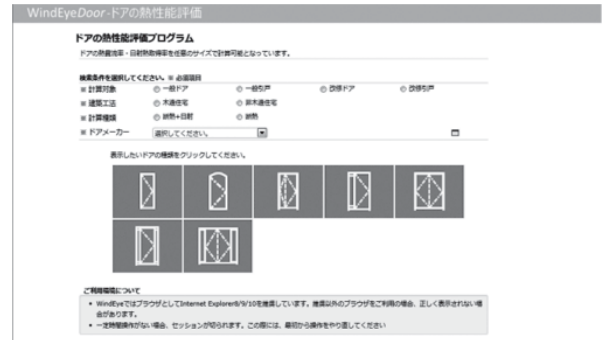 WindEyeDoor-ドアの熱性能評価
ドアの熱性能評価プログラム
ドアの熱貫流率・日射熱取得率を任意のサイズで計算可能となっています。
検索条件を選択してください。※ 必須項目
※ 計算対象 一般ドア 一般引戸 改修ドア 改修引戸
※ 建築工法 木造住宅 非木造住宅
※ 計算種類 断熱+日射 断熱
※ ドアメーカー 選択してください。
表示したいドアの種類をクリックしてください。
ご利用環境について
• WindEyeではブラウザとしてInternet Explorer8/9/10を推奨しています。推奨以外のブラウザをご利用の場合、正しく表示されない場
合があります。
• 一定時間操作がない場合、セッションが切られます。この際には、最初から操作をやり直してください